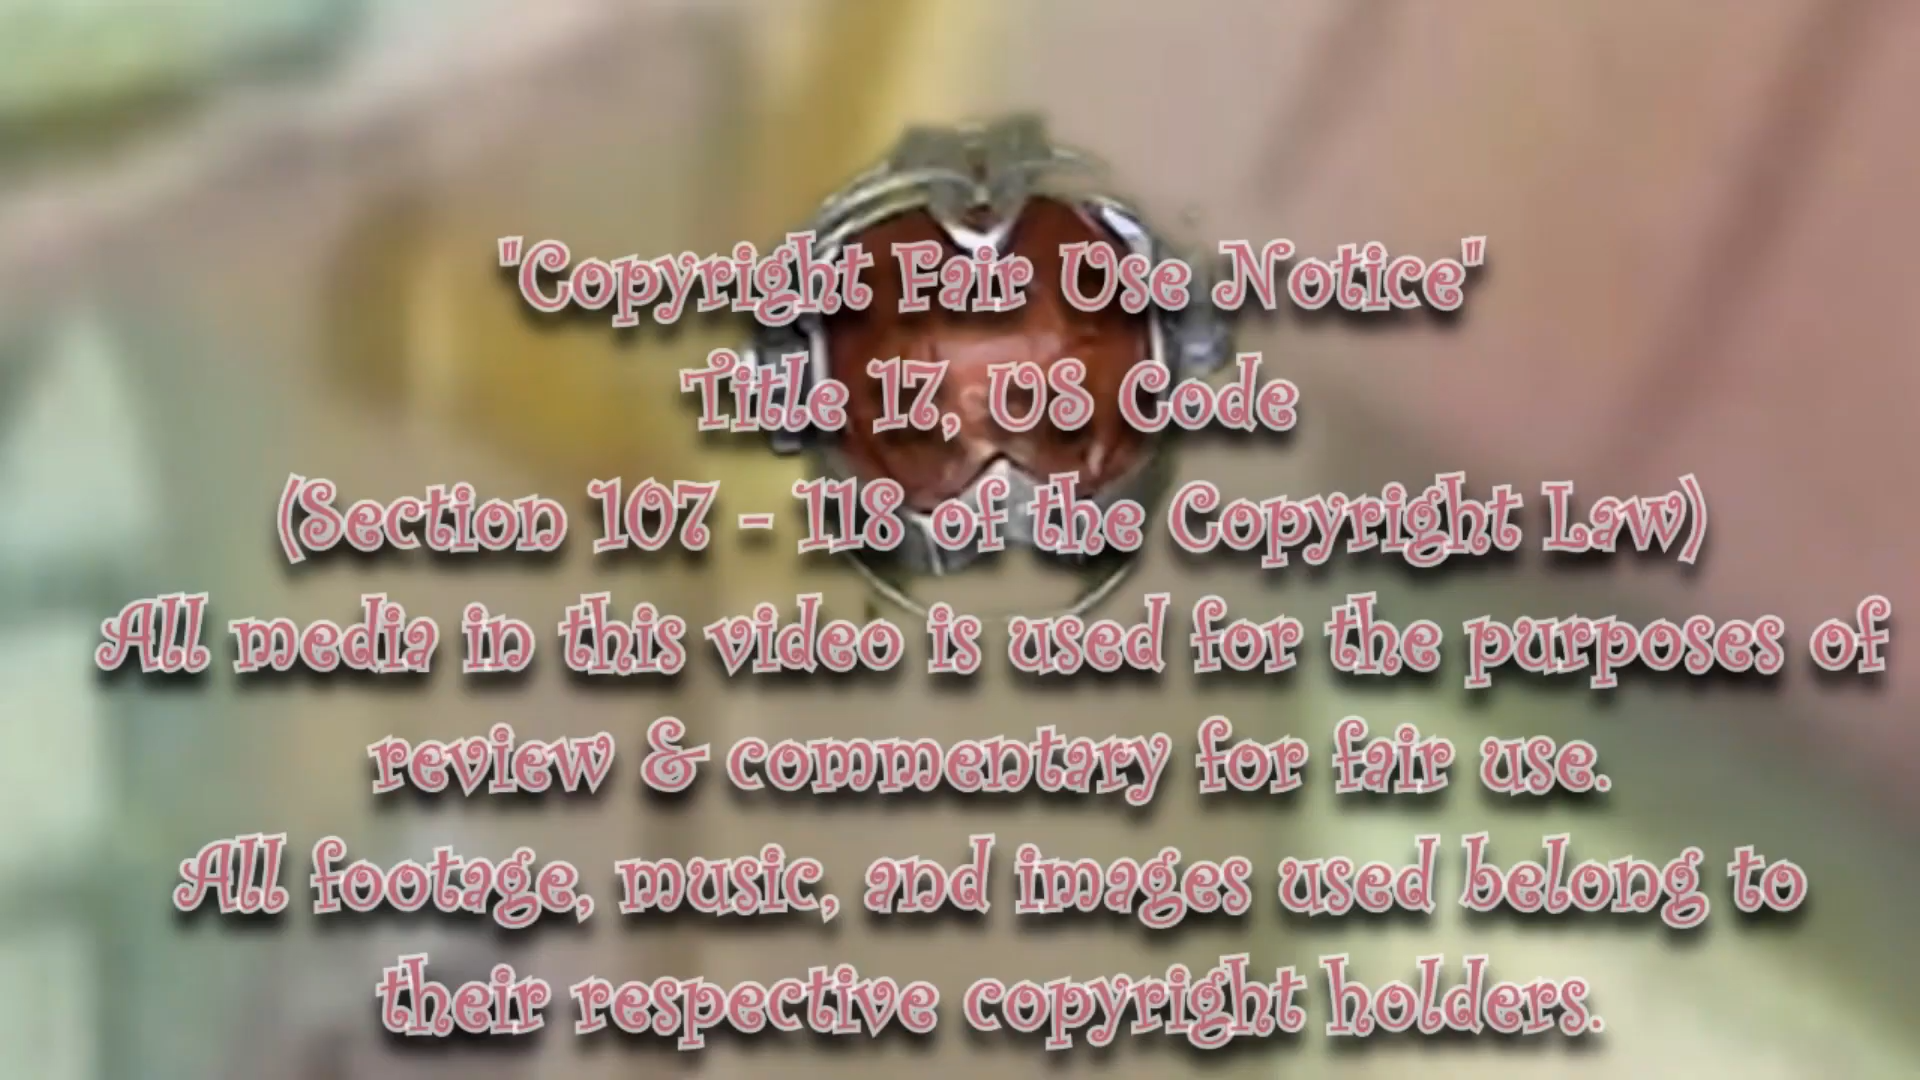 "Copyright Fair Use Notice"
Title 17, US Code
(Section 107 - 118 of the Copyright Law)
All media in this video is used for the purposes of
review & commentary for fair use.
All footage, music, and images used belong to
their respective copyright holders.